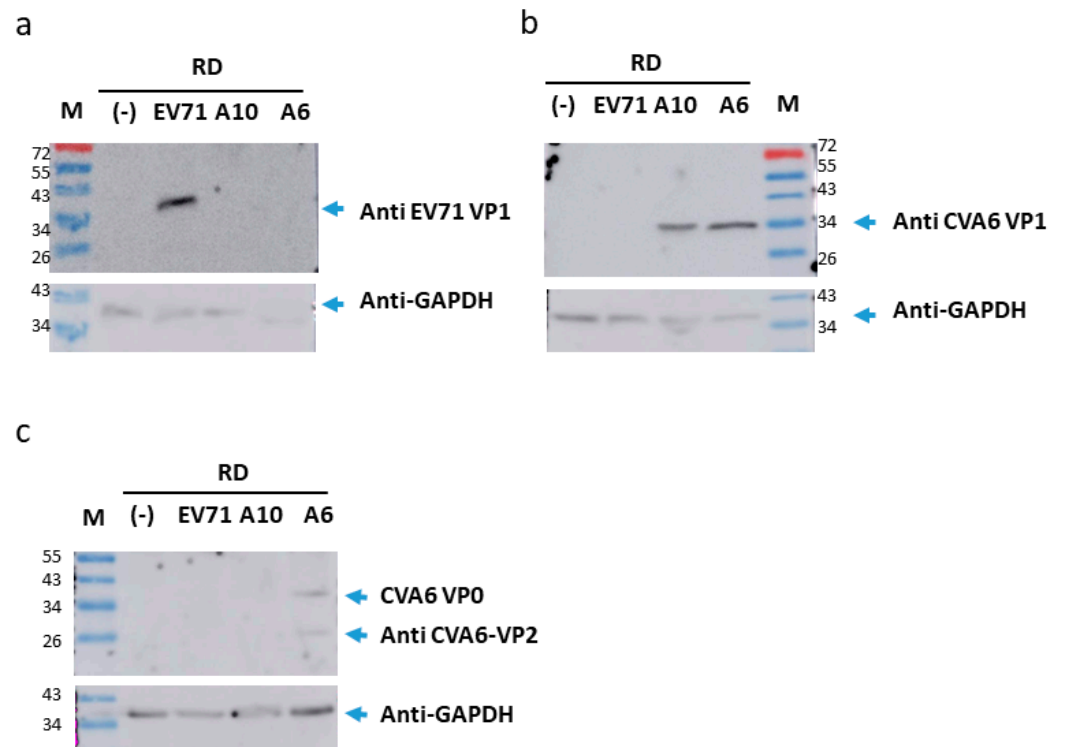 a
RD
M (-) EV71 A10 A6
72
55
43
34
26
Anti EV71 VP1
43
34
Anti-GAPDH
b
RD
(-) EV71 A10 A6 M
72
55
43
34
26
Anti CVA6 VP1
43
34
Anti-GAPDH
c
RD
M (-) EV71 A10 A6
55
43
34
26
CVA6 VP0
Anti CVA6-VP2
43
34
Anti-GAPDH